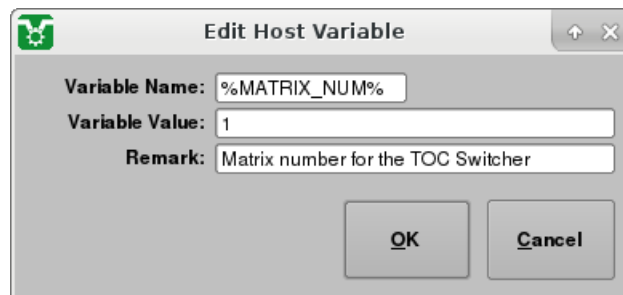 Edit Host Variable
Variable Name: %MATRIX_NUM%
Variable Value: 1
Remark: Matrix number for the TOC Switcher
OK Cancel